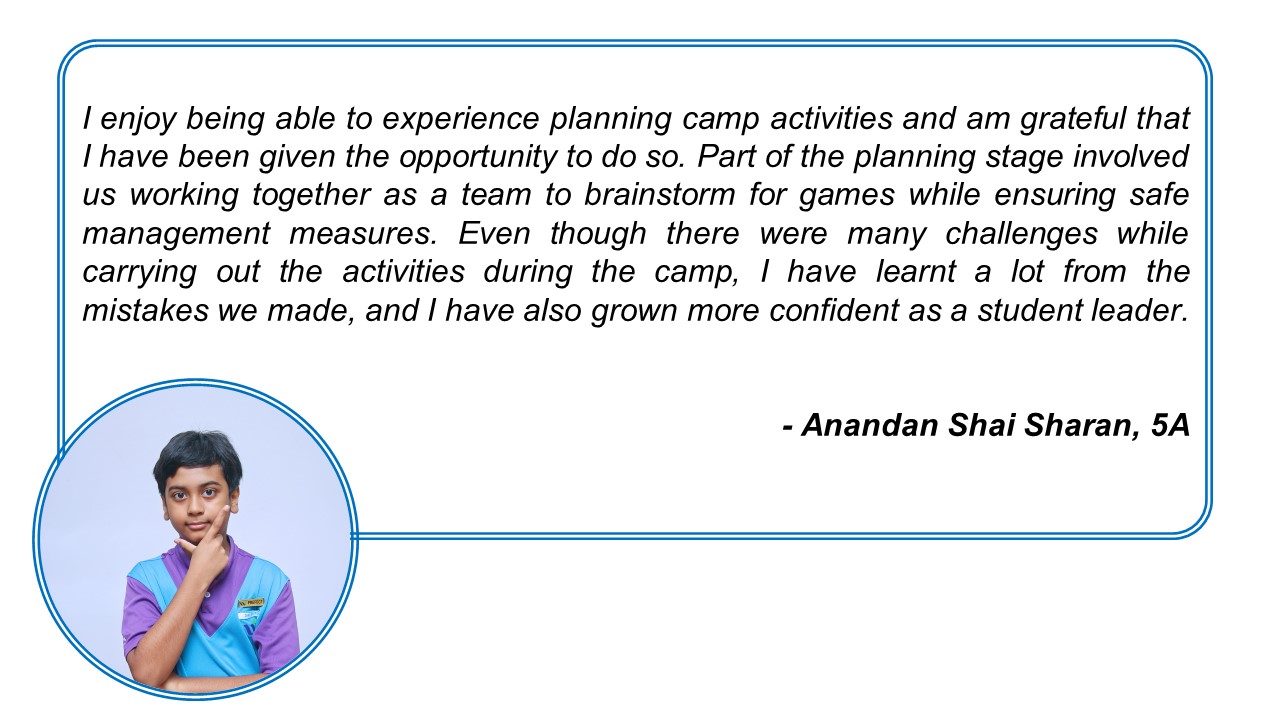 I enjoy being able to experience planning camp activities and am grateful that
I have been given the opportunity to do so. Part of the planning stage involved
us working together as a team to brainstorm for games while ensuring safe
management measures. Even though there were many challenges while
carrying out the activities during the camp, I have learnt a lot from the
mistakes we made, and I have also grown more confident as a student leader.
- Anandan Shai Sharan, 5A